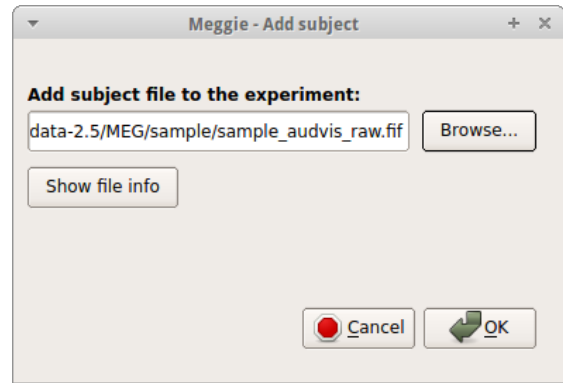 Meggie - Add subject
Add subject file to the experiment:
data-2.5/MEG/sample/sample_audvis_raw.fif Browse...
Show file info
Cancel OK